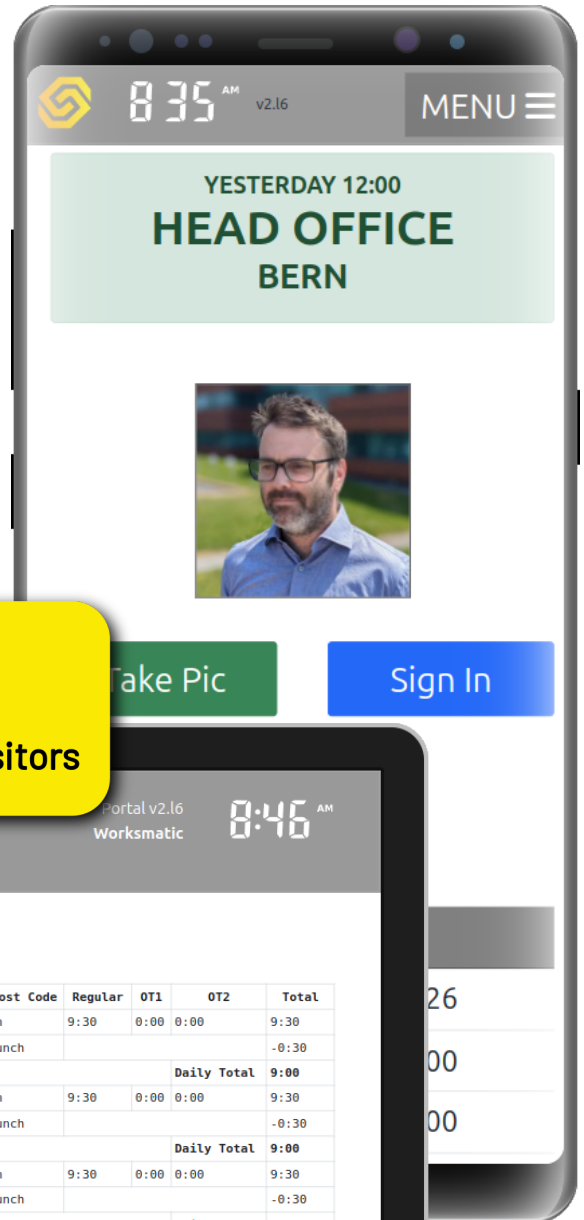 8 35 AM v2.l6 MENU
YESTERDAY 12:00
HEAD OFFICE
BERN
Take Pic Sign In
sitors
Portal v2.l6
Worksmatic
8:46 AM
ost Code Regular OT1 OT2 Total
9:30 0:00 0:00 9:30
unch -0:30
Daily Total 9:00
9:30 0:00 0:00 9:30
unch -0:30
Daily Total 9:00
9:30 0:00 0:00 9:30
unch -0:30
26
00
00